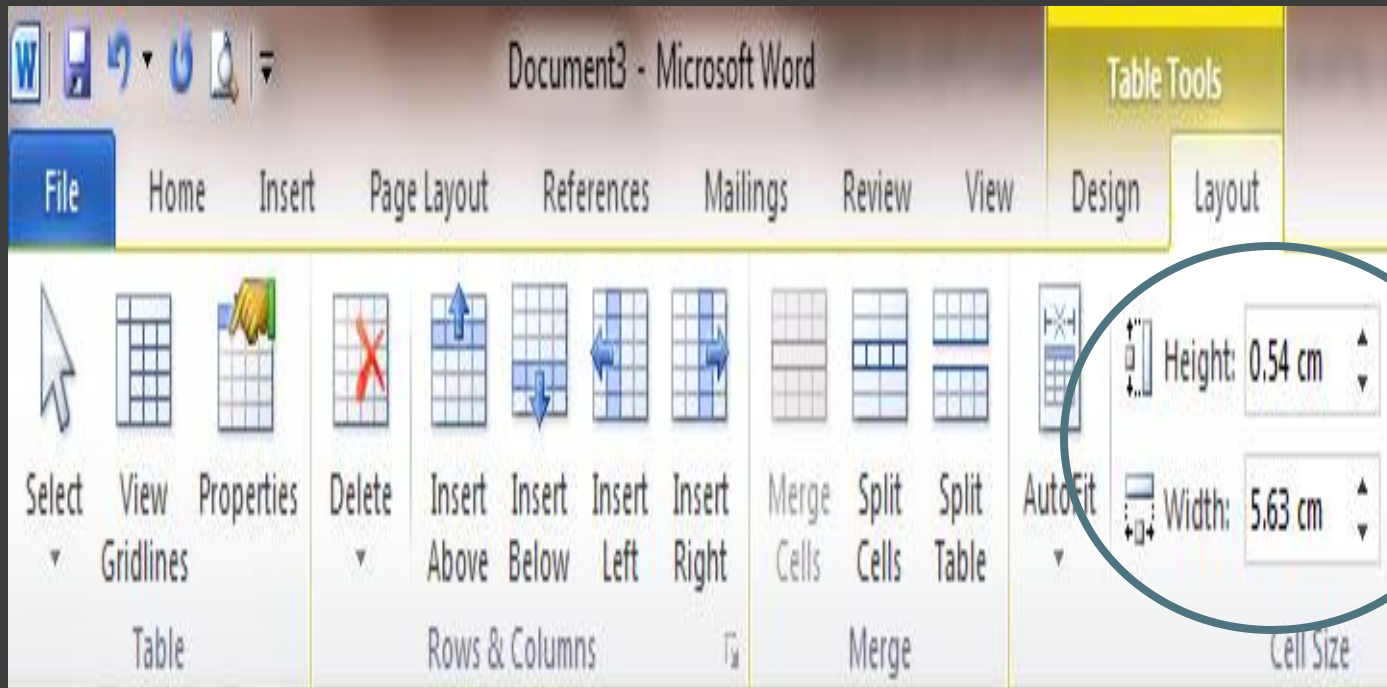 W
Document3 - Microsoft Word
Table Tools
File Home Insert Page Layout References Mailings Review View Design Layout
Height: 0.54 cm
Select View Properties Delete Insert Insert Insert Insert Merge Split Split AutoFit Width: 5.63 cm
Gridlines Above Below Left Right Cells Cells Table
Table Rows & Columns Merge Cell Size